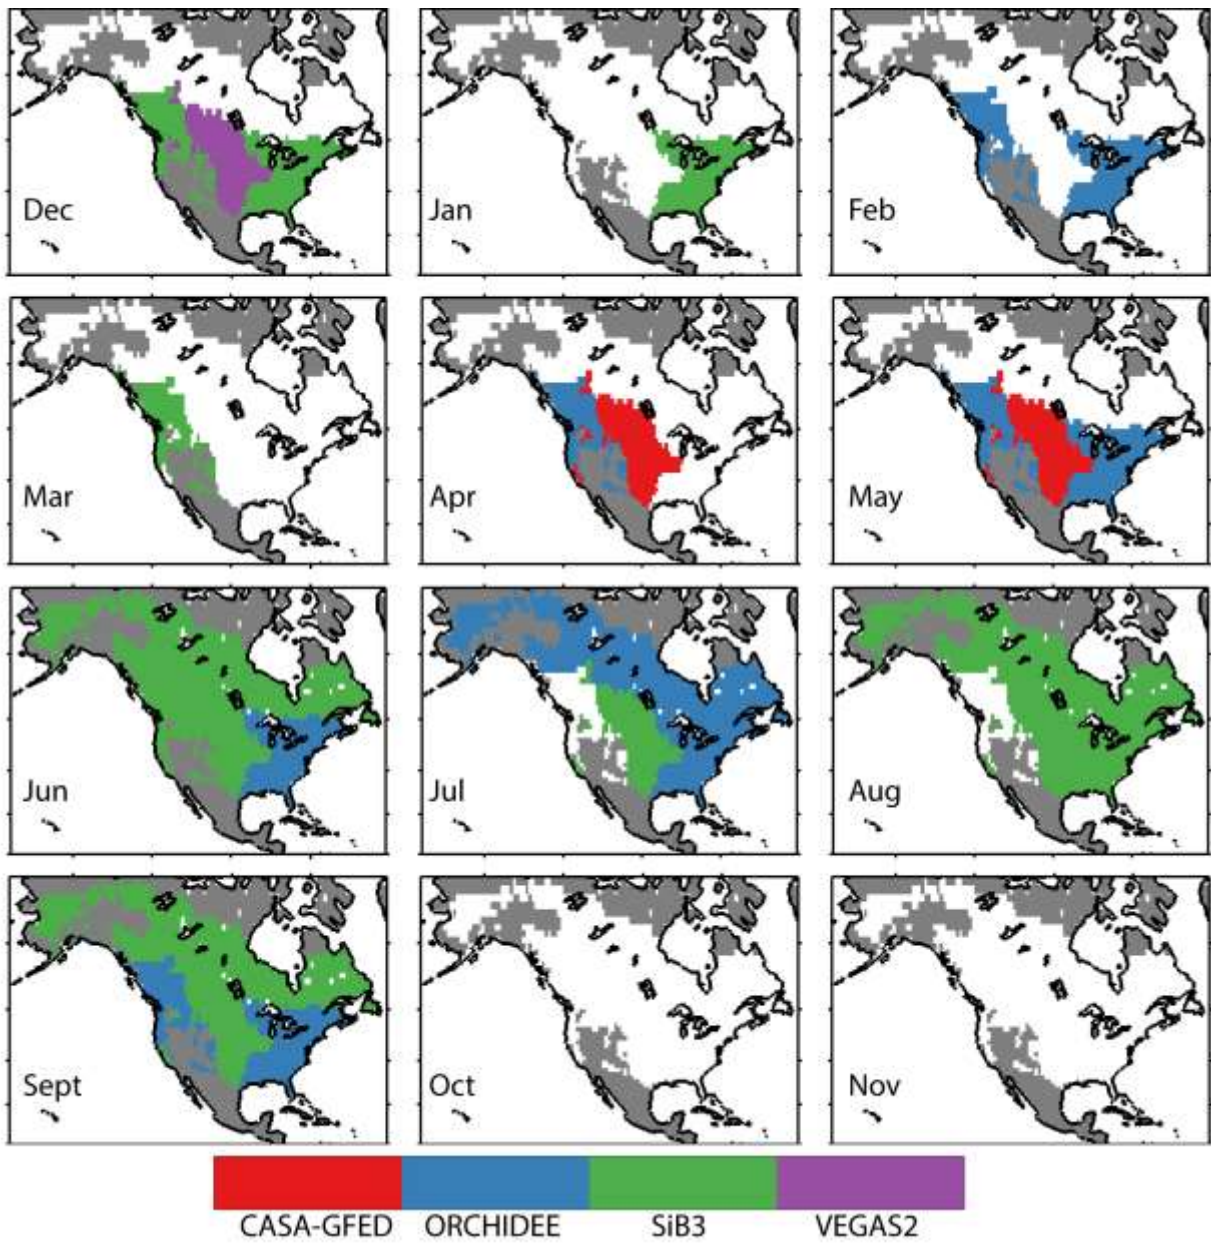 Dec Jan Feb
Mar Apr May
Jun Jul Aug
Sept Oct Nov
CASA-GFED ORCHIDEE SiB3 VEGAS2